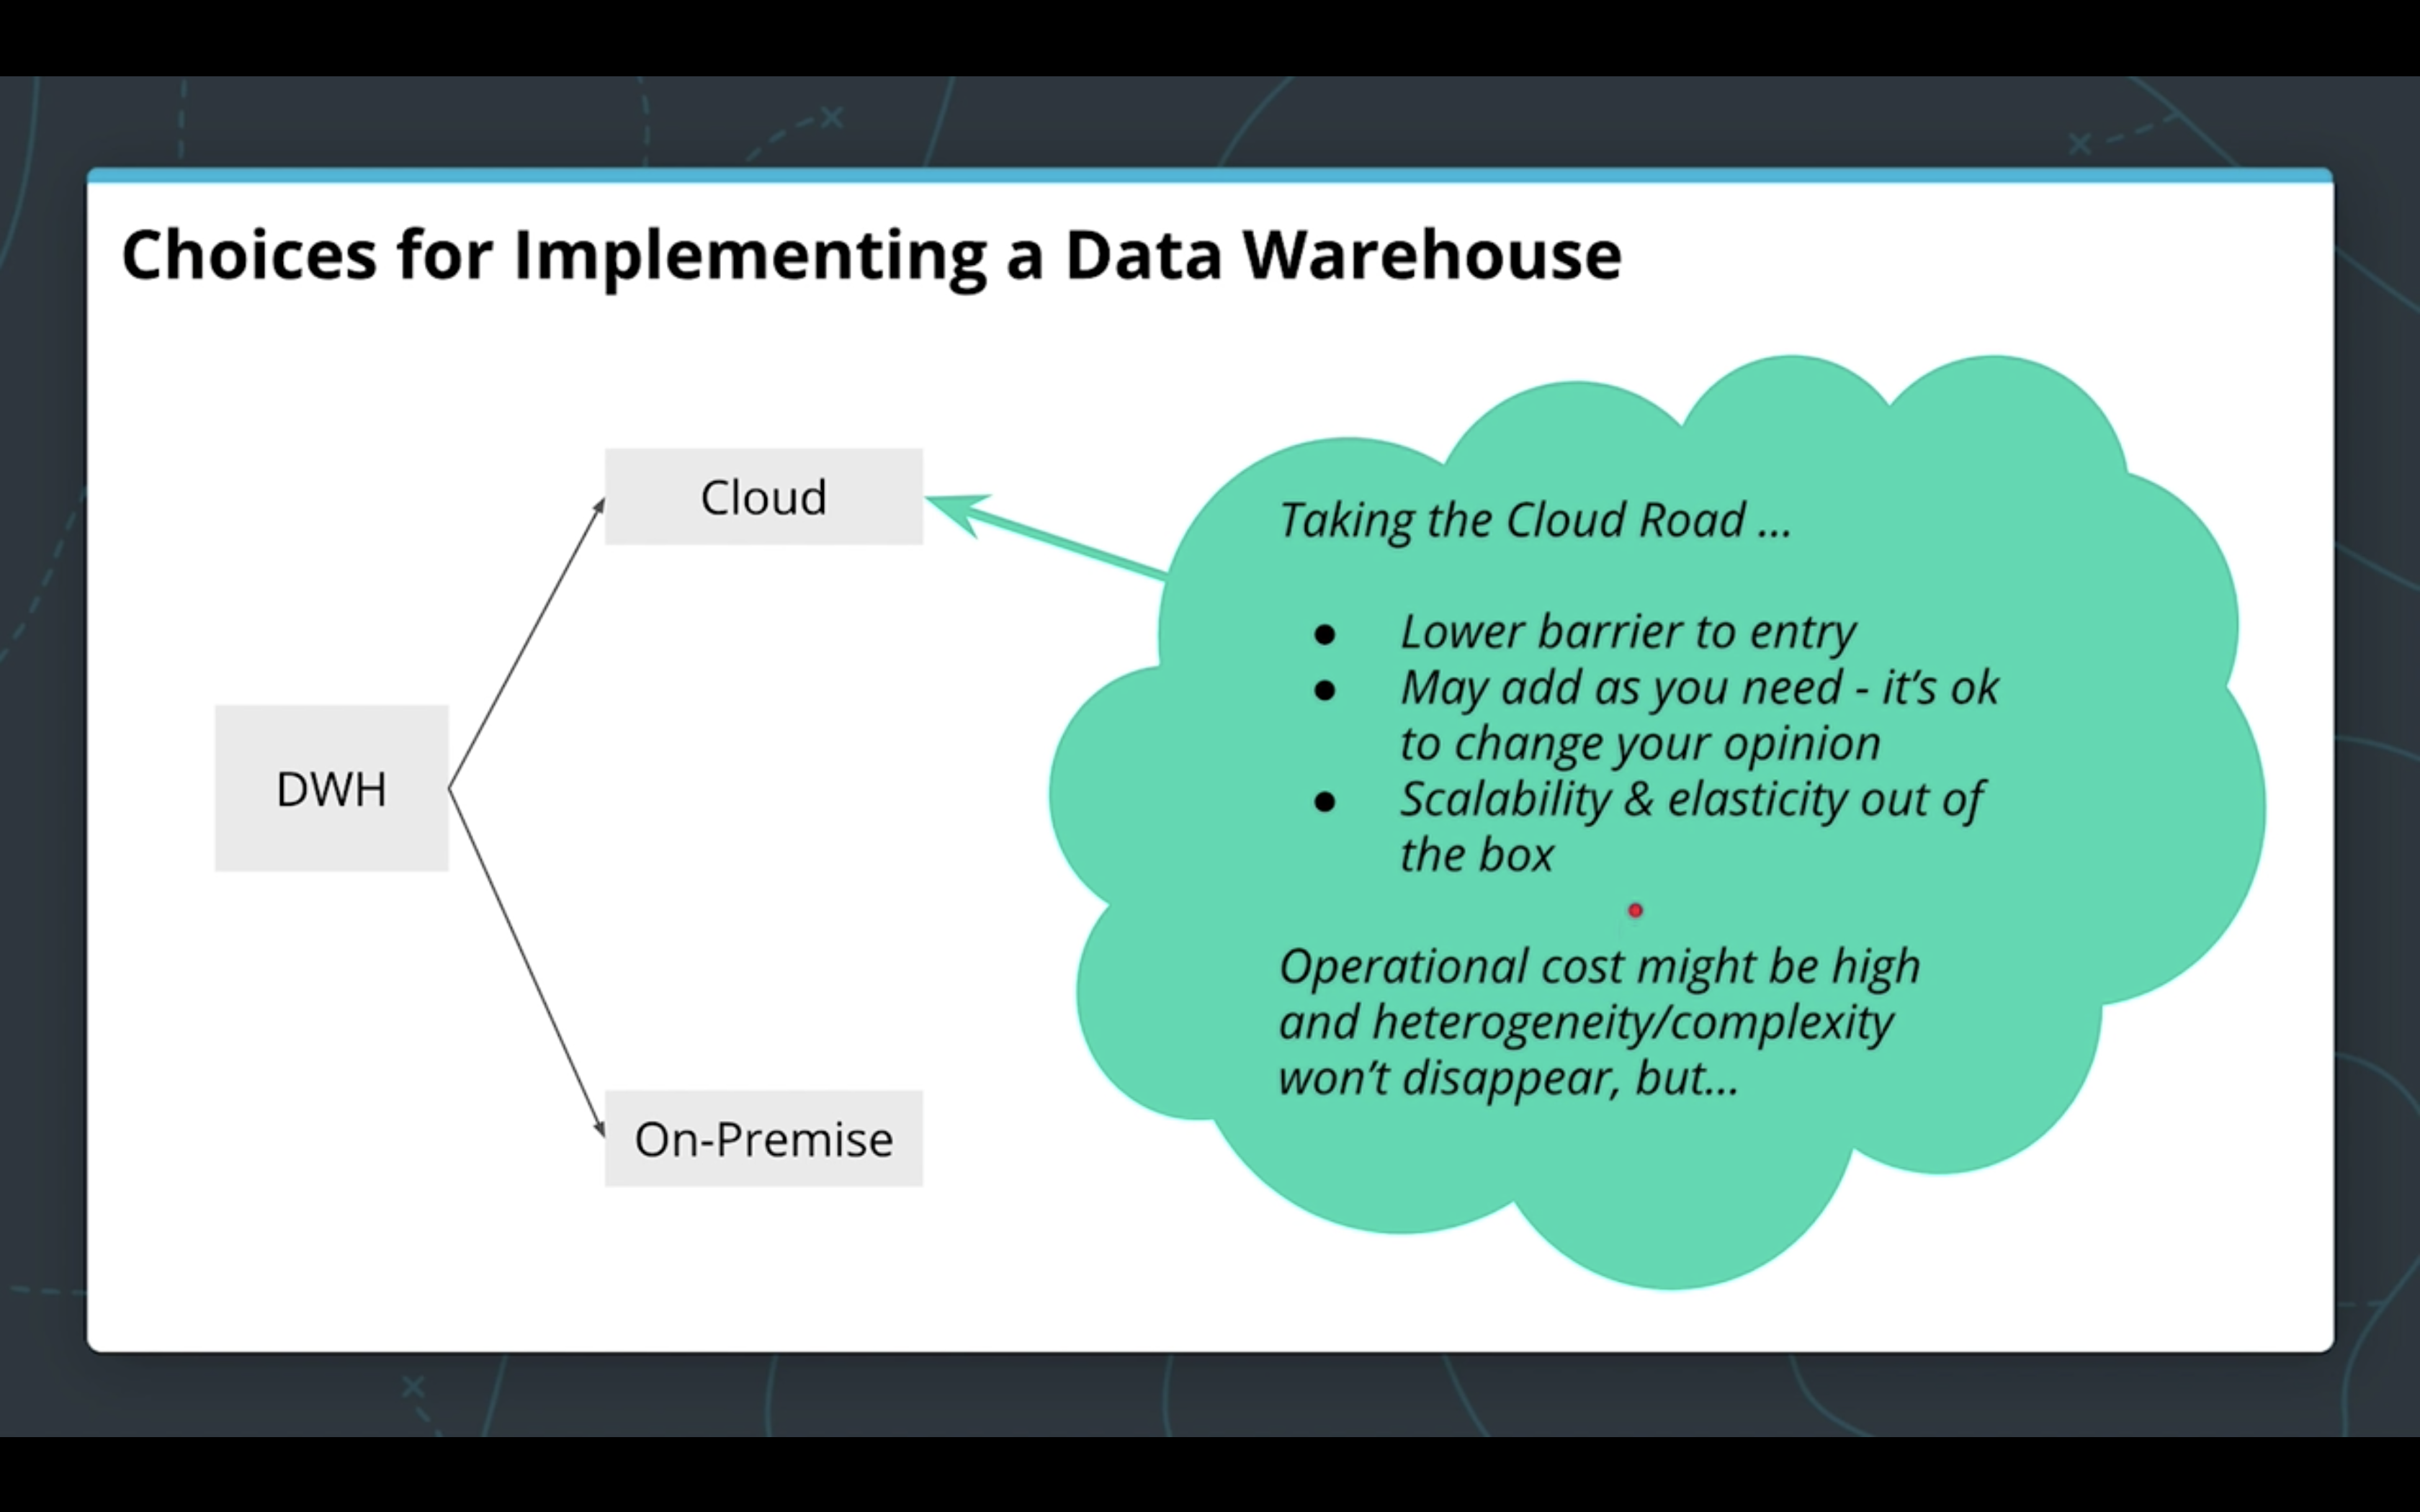 Choices for Implementing a Data Warehouse
Cloud
DWH
On-Premise
Taking the Cloud Road ...
● Lower barrier to entry
● May add as you need - it’s ok
to change your opinion
● Scalability & elasticity out of
the box
Operational cost might be high
and heterogeneity/complexity
won’t disappear, but...